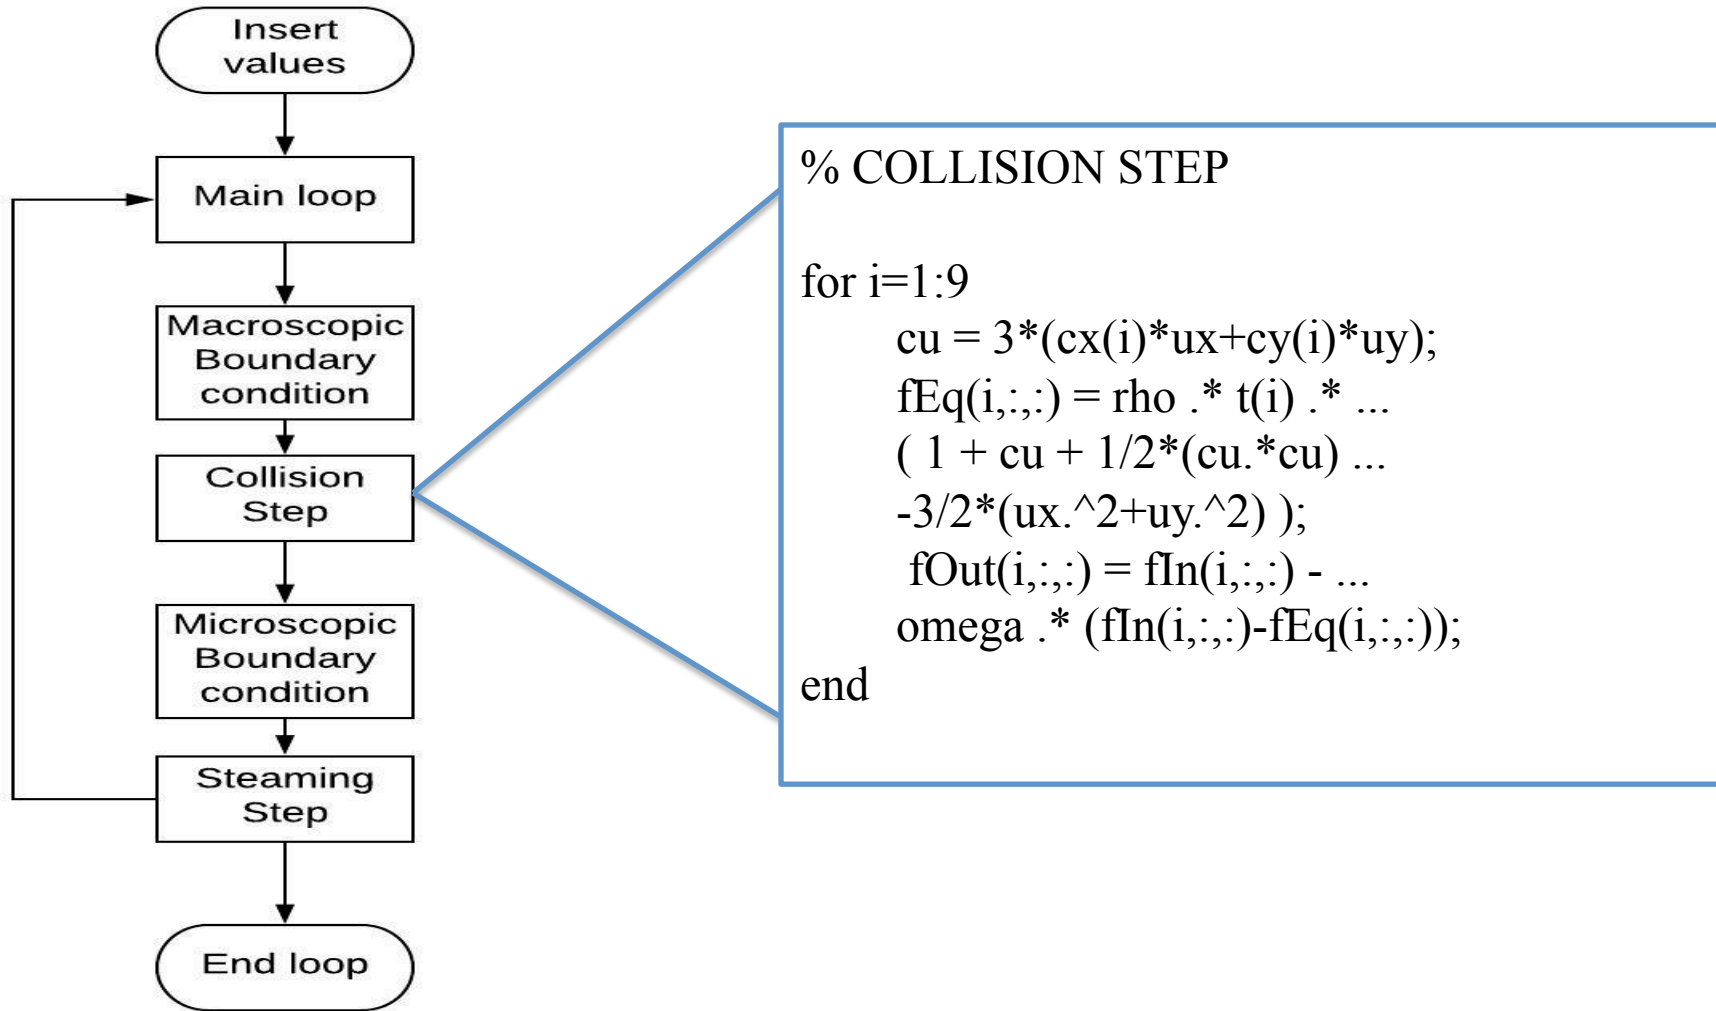 Insert
values
Main loop
Macroscopic
Boundary
condition
Collision
Step
Microscopic
Boundary
condition
Steaming
Step
End loop
% COLLISION STEP
for i=1:9
cu = 3*(cx(i)*ux+cy(i)*uy);
fEq(i,:,:) = rho .* t(i) .* ...
( 1 + cu + 1/2*(cu.*cu) ...
-3/2*(ux.^2+uy.^2) );
fOut(i,:,:) = fIn(i,:,:) - ...
omega .* (fIn(i,:,:)-fEq(i,:,:));
end